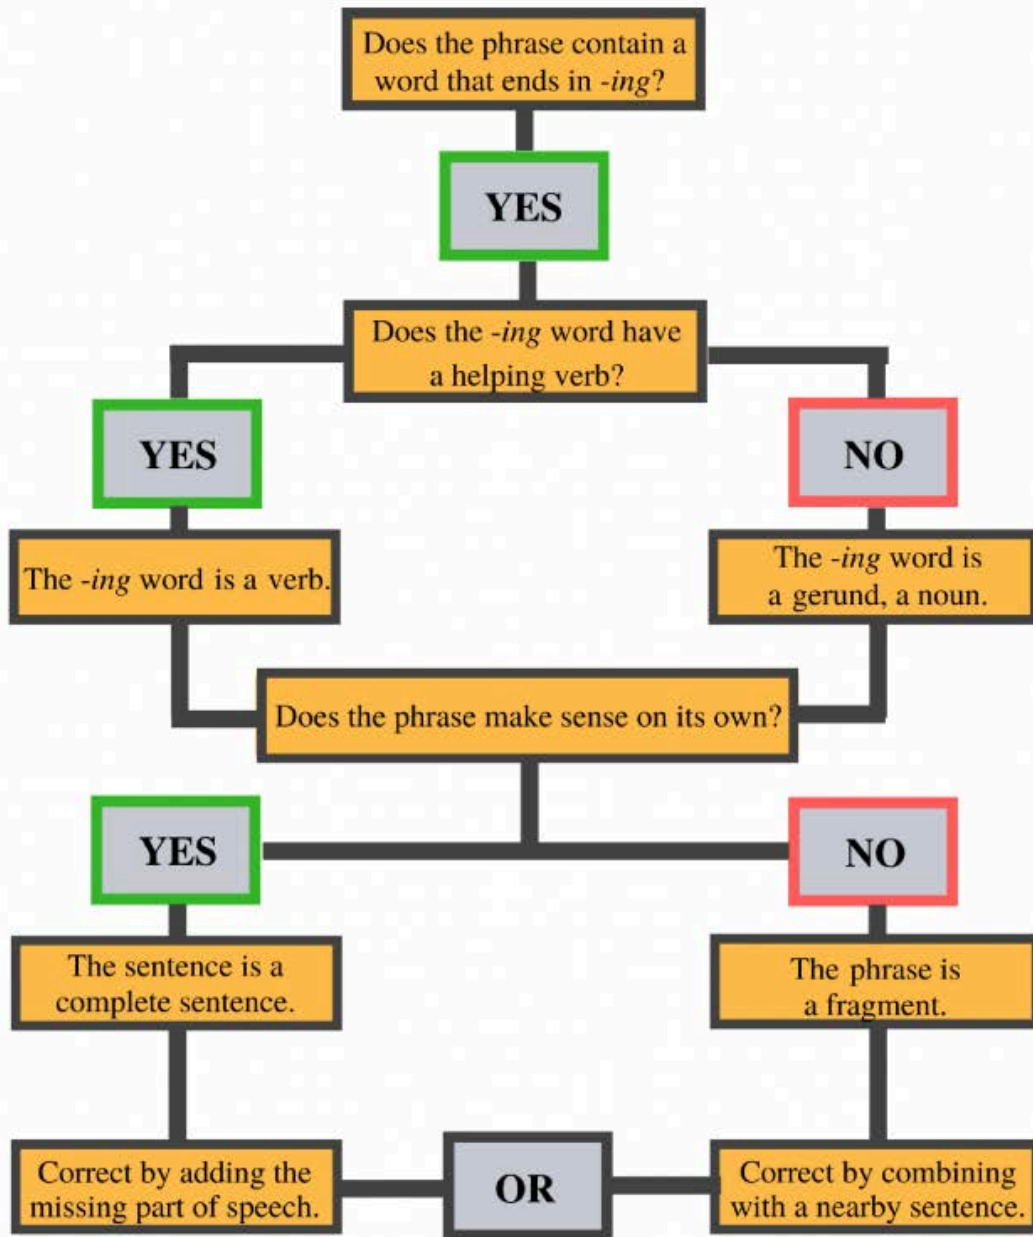 Does the phrase contain a
word that ends in -ing?
YES
Does the -ing word have
a helping verb?
YES
NO
The -ing word is a verb.
The -ing word is
a gerund, a noun.
Does the phrase make sense on its own?
YES
NO
The sentence is a
complete sentence.
The phrase is
a fragment.
Correct by adding the
missing part of speech.
OR
Correct by combining
with a nearby sentence.